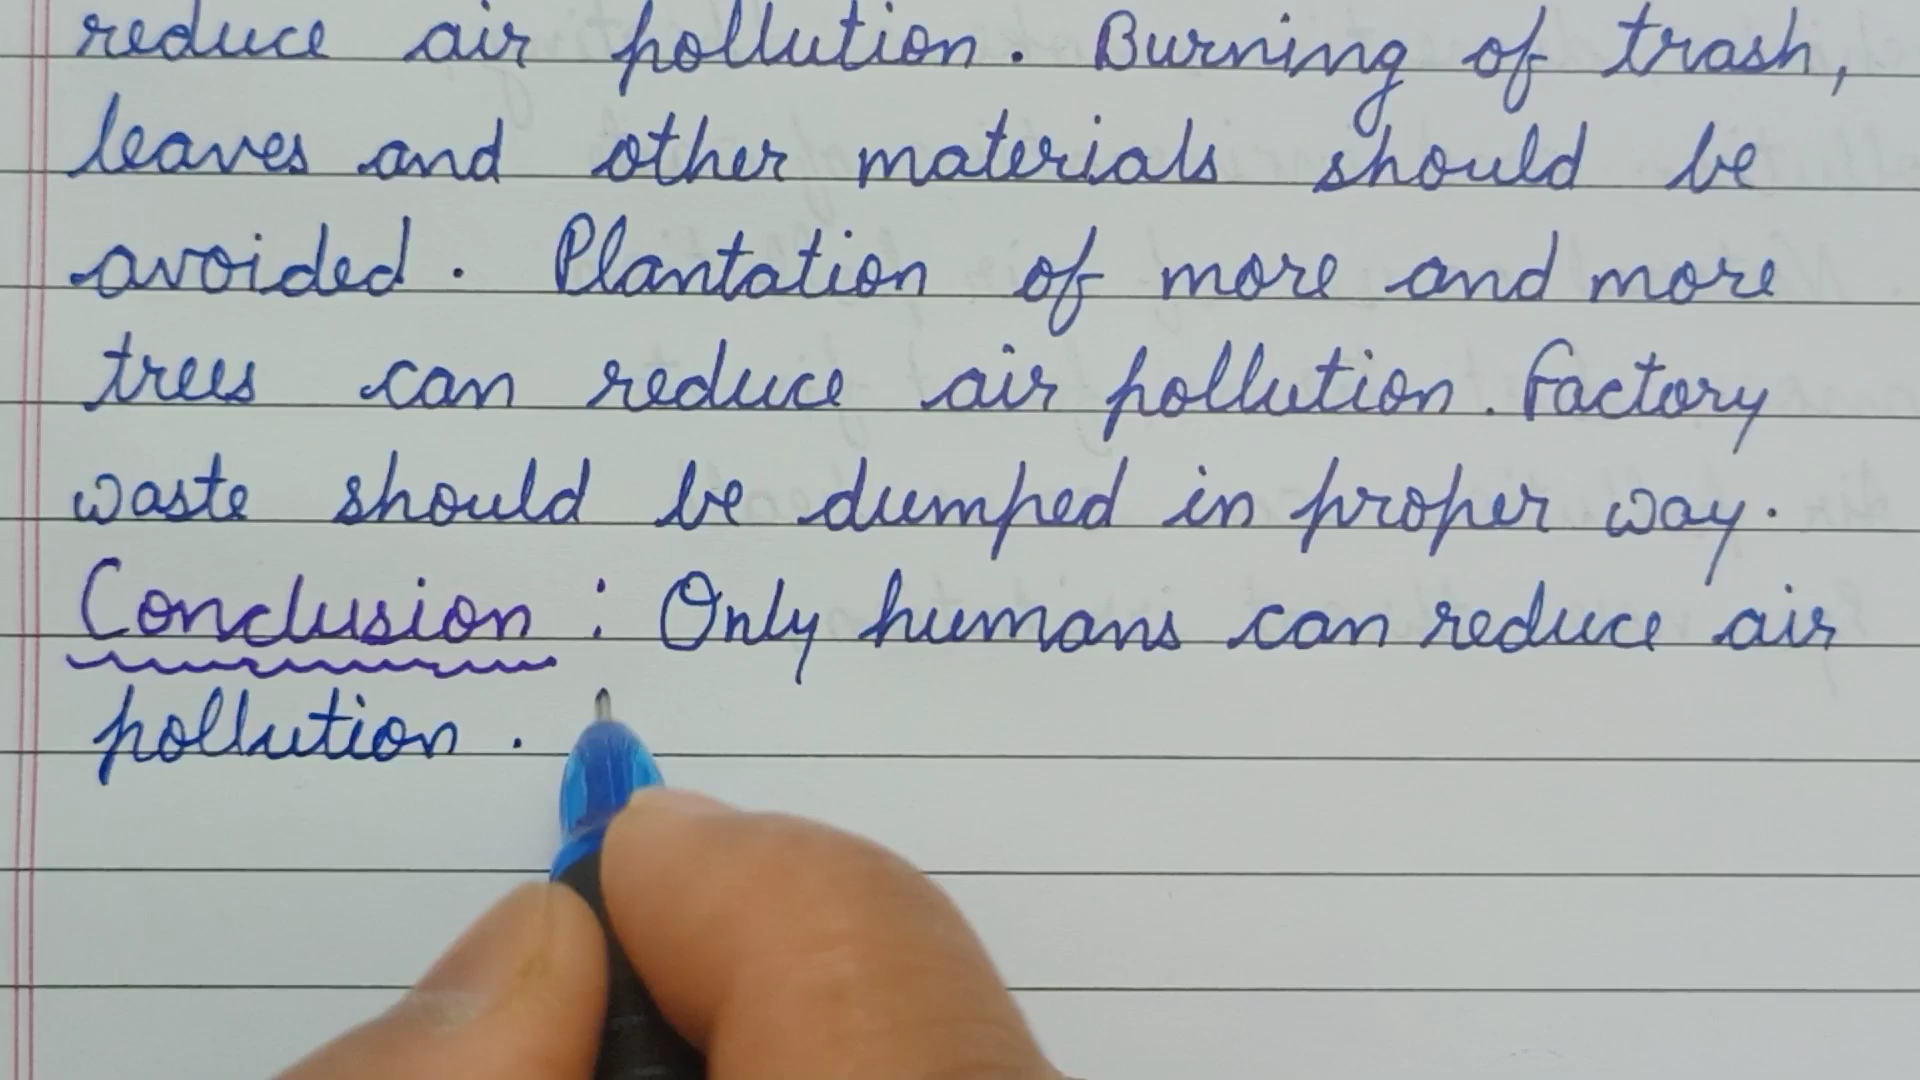 reduce air pollution. Burning of trash,
leaves and other materials should be
avoided. Plantation of more and more
trees can reduce air pollution. Factory
waste should be dumped in proper way.
Conclusion : Only humans can reduce air
pollution.